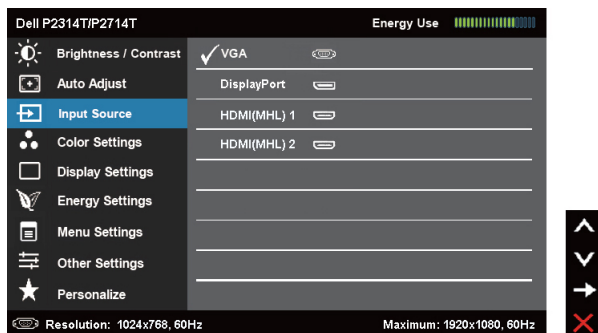 Dell P2314T/P2714T Energy Use
Brightness / Contrast
Auto Adjust
Input Source
Color Settings
Display Settings
Energy Settings
Menu Settings
Other Settings
Personalize
VGA
DisplayPort
HDMI(MHL) 1
HDMI(MHL) 2
Resolution: 1024x768, 60Hz Maximum: 1920x1080, 60Hz